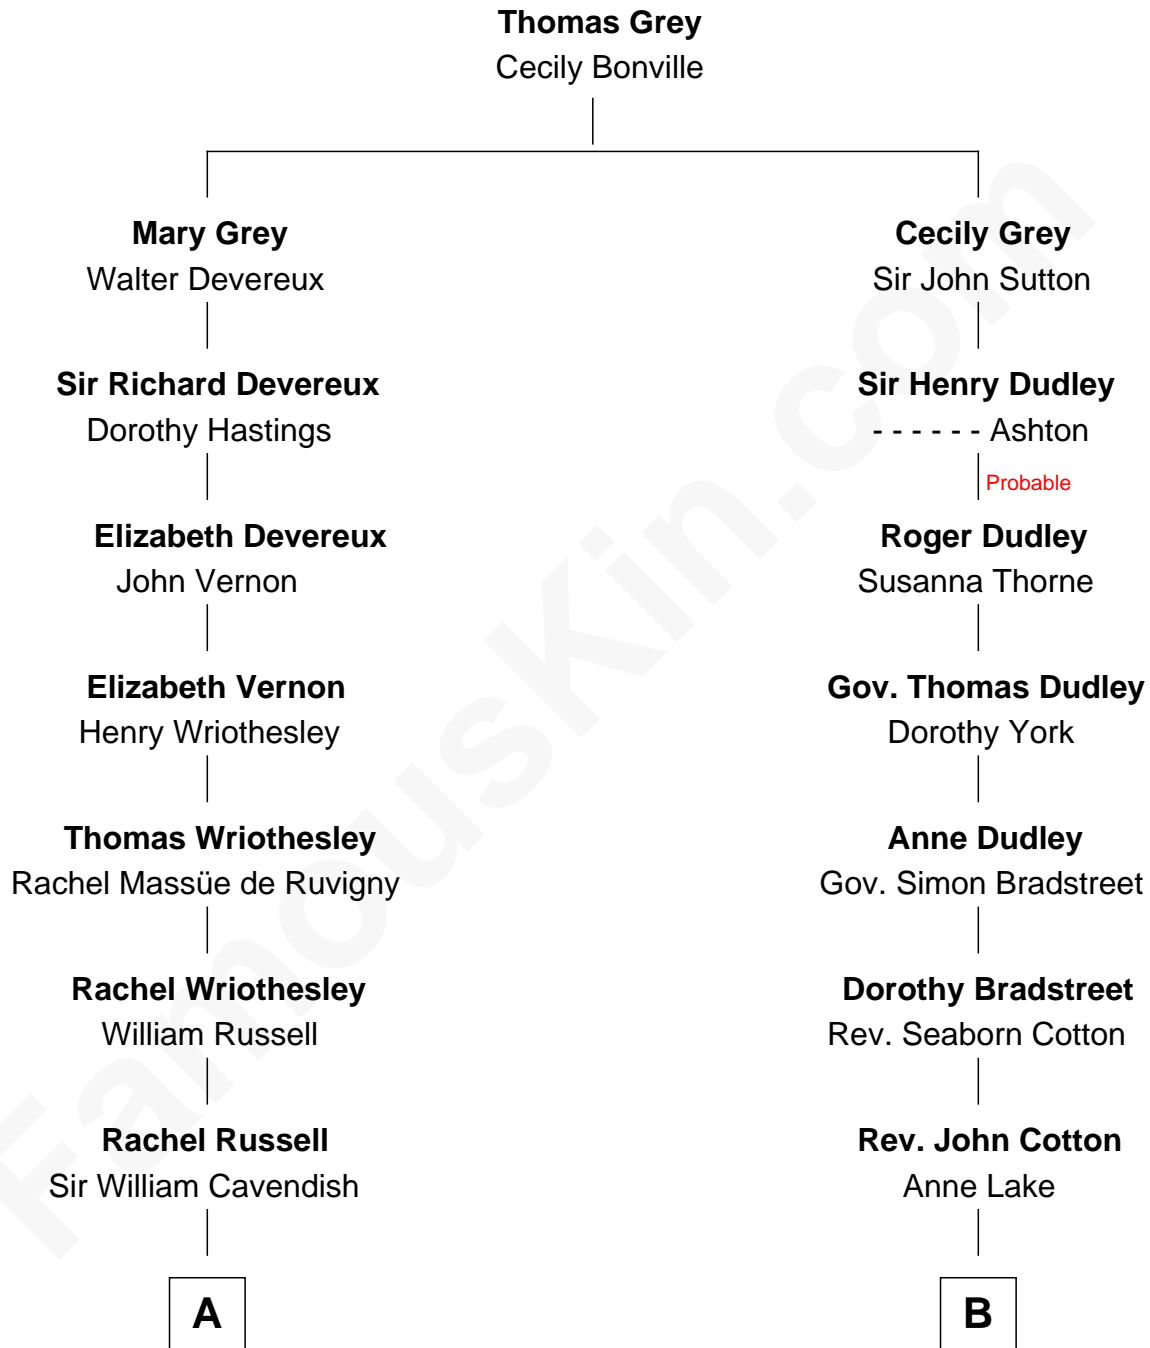 Thomas Grey
Cecily Bonville
Mary Grey
Walter Devereux
Cecily Grey
Sir John Sutton
Sir Richard Devereux
Dorothy Hastings
Sir Henry Dudley
- - - - - - Ashton
Probable
Elizabeth Devereux
John Vernon
Roger Dudley
Susanna Thorne
Elizabeth Vernon
Henry Wriothesley
Gov. Thomas Dudley
Dorothy York
Thomas Wriothesley
Rachel Massüe de Ruvigny
Anne Dudley
Gov. Simon Bradstreet
Rachel Wriothesley
William Russell
Dorothy Bradstreet
Rev. Seaborn Cotton
Rachel Russell
Sir William Cavendish
Rev. John Cotton
Anne Lake
A
B
FamousKin.com